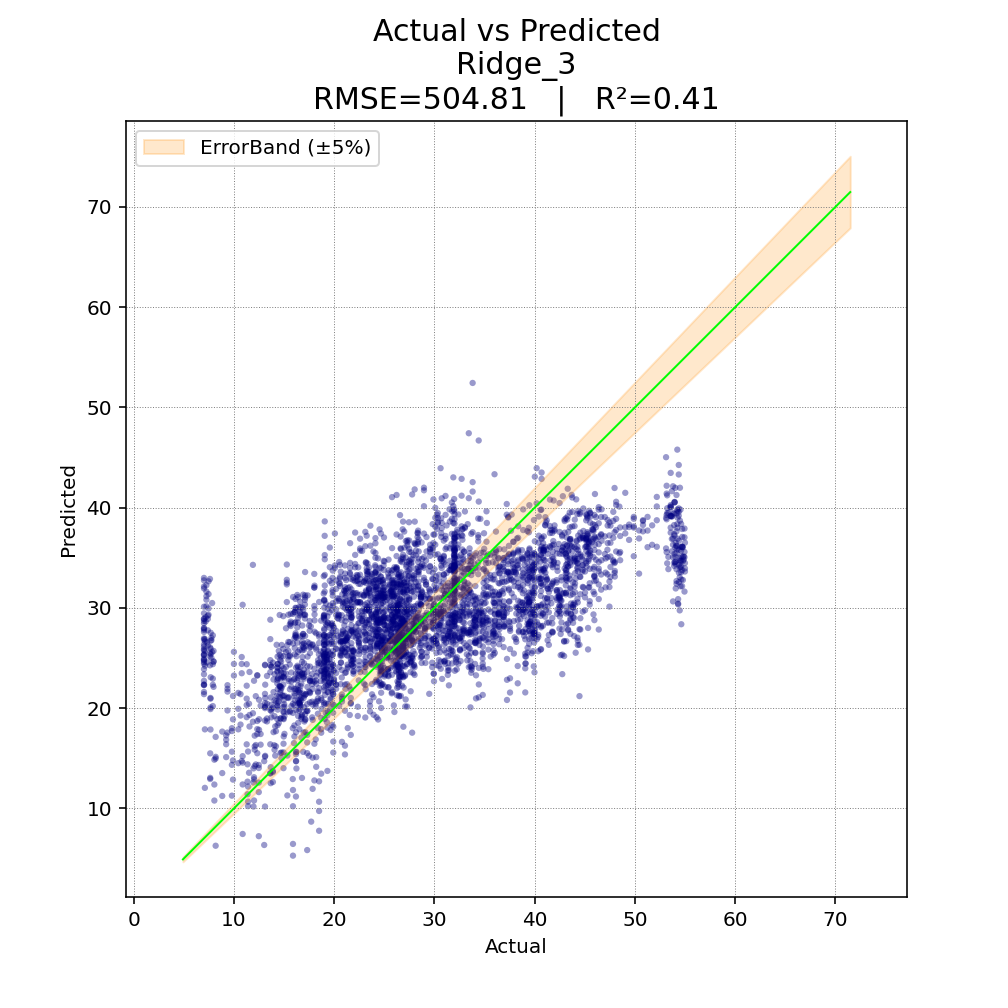 Actual vs Predicted
Ridge_3
RMSE=504.81 | R²=0.41
ErrorBand (±5%)
70
60
50
40
30
20
10
Predicted
0 10 20 30 40 50 60 70
Actual